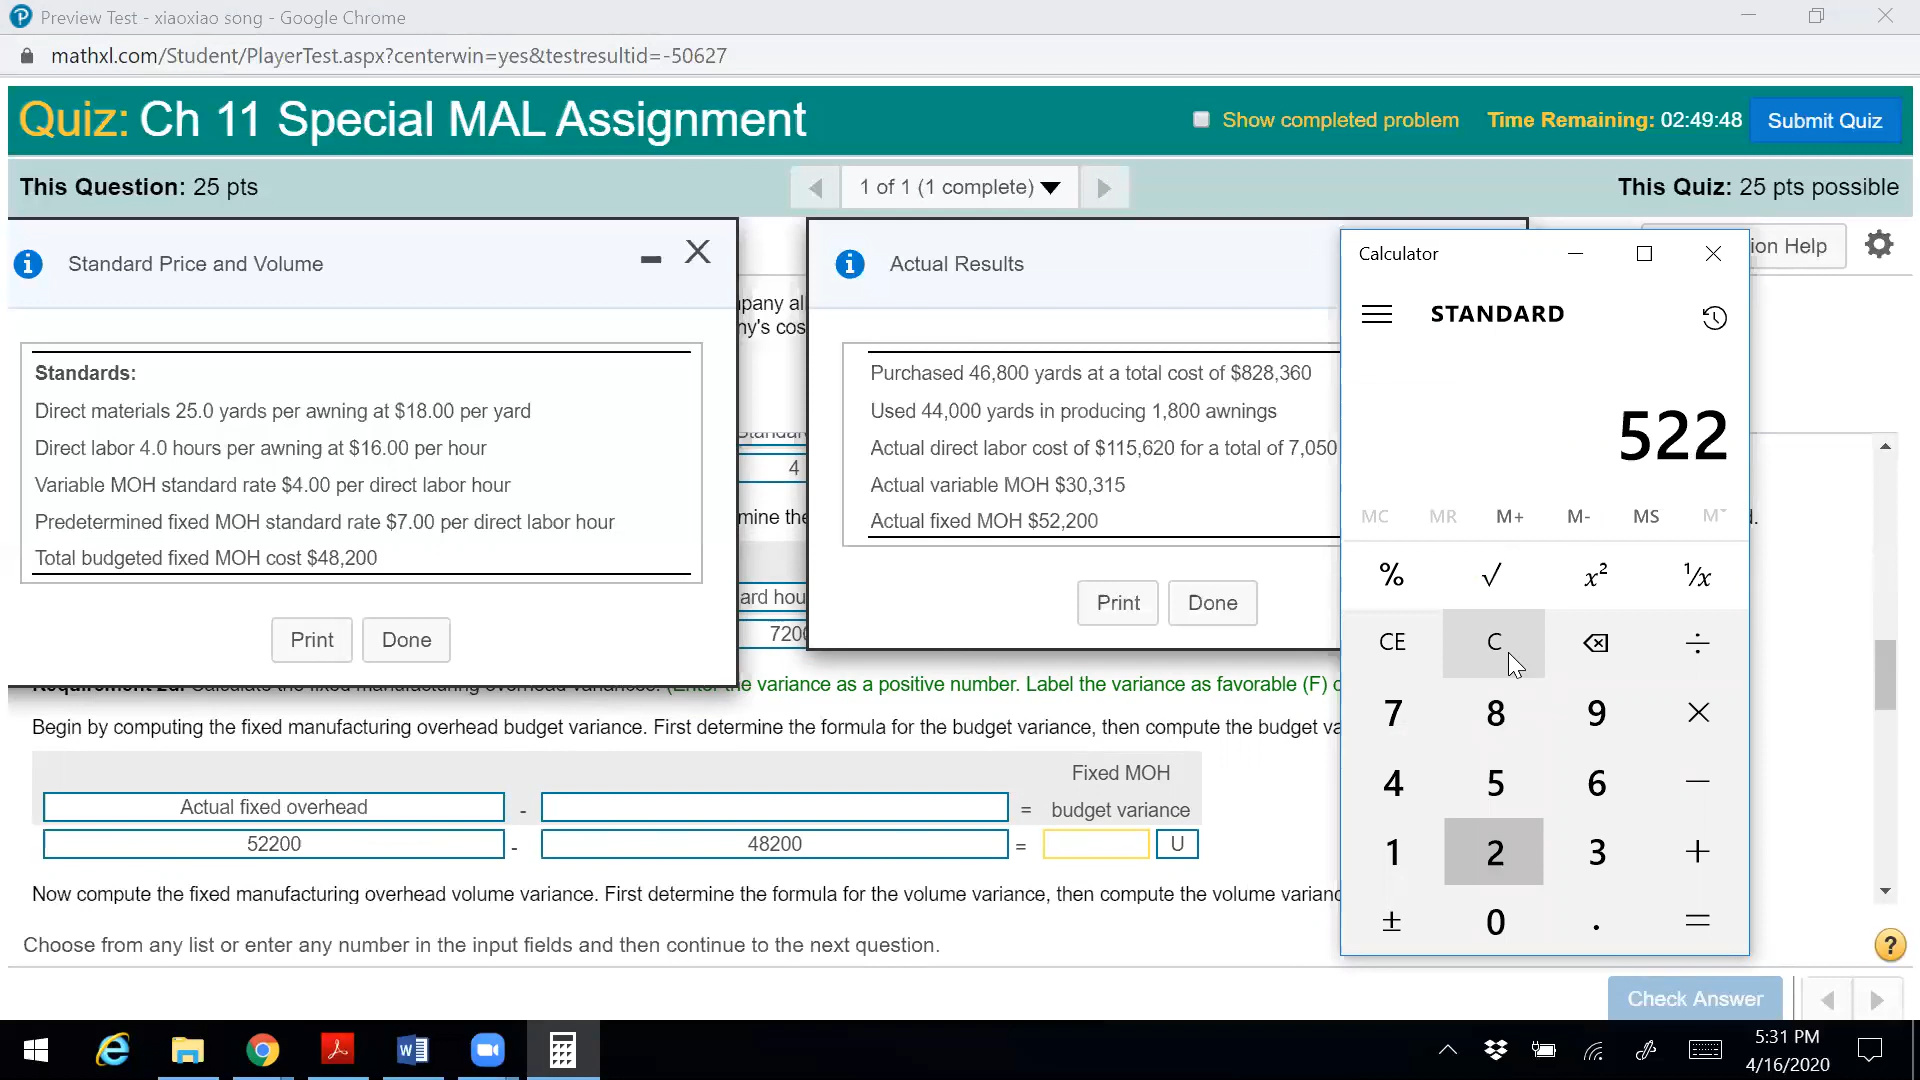 Preview Test - xiaoxiao song - Google Chrome
mathxl.com/Student/PlayerTest.aspx?centerwin=yes&testresultid=-50627
Quiz: Ch 11 Special MAL Assignment
Show completed problem
Time Remaining: 02:49:48
Submit Quiz
This Question: 25 pts
1 of 1 (1 complete)
This Quiz: 25 pts possible
Standard Price and Volume
Standards:
Direct materials 25.0 yards per awning at $18.00 per yard
Direct labor 4.0 hours per awning at $16.00 per hour
Variable MOH standard rate $4.00 per direct labor hour
Predetermined fixed MOH standard rate $7.00 per direct labor hour
Total budgeted fixed MOH cost $48,200
Print
Done
4
7200
Actual Results
Purchased 46,800 yards at a total cost of $828,360
Used 44,000 yards in producing 1,800 awnings
Actual direct labor cost of $115,620 for a total of 7,050
Actual variable MOH $30,315
Actual fixed MOH $52,200
Print
Done
ion Help
Calculator
STANDARD
522
MC MR M+ M- MS M˅
% √ x² ¹/x
CE C ÷
7 8 9 ×
4 5 6 −
1 2 3 +
± 0 . =
the variance as a positive number. Label the variance as favorable (F)
Begin by computing the fixed manufacturing overhead budget variance. First determine the formula for the budget variance, then compute the budget va
Fixed MOH
Actual fixed overhead - = budget variance
52200 - 48200 = U
Now compute the fixed manufacturing overhead volume variance. First determine the formula for the volume variance, then compute the volume varianc
Choose from any list or enter any number in the input fields and then continue to the next question.
?
Check Answer
5:31 PM
4/16/2020